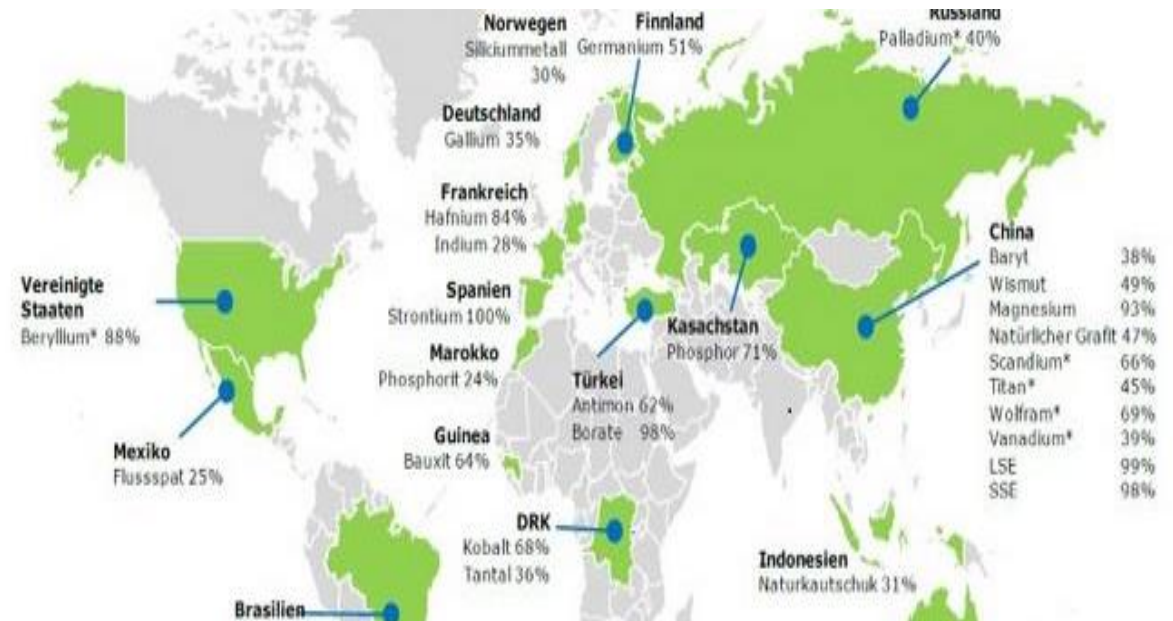 Norwegen
Siliciummetall
30%
Finnland
Germanium 51%
Russland
Palladium* 40%
Deutschland
Gallium 35%
Frankreich
Hafnium 84%
Indium 28%
Spanien
Strontium 100%
Marokko
Phosphorit 24%
Guinea
Bauxit 64%
Vereinigte
Staaten
Beryllium* 88%
Mexiko
Flussspat 25%
Türkei
Antimon 62%
Borate 98%
Kasachstan
Phosphor 71%
China
Baryt 38%
Wismut 49%
Magnesium 93%
Natürlicher Grafit 47%
Scandium* 66%
Titan* 45%
Wolfram* 69%
Vanadium* 39%
LSE 99%
SSE 98%
DRK
Kobalt 68%
Tantal 36%
Indonesien
Naturkautschuk 31%
Brasilien